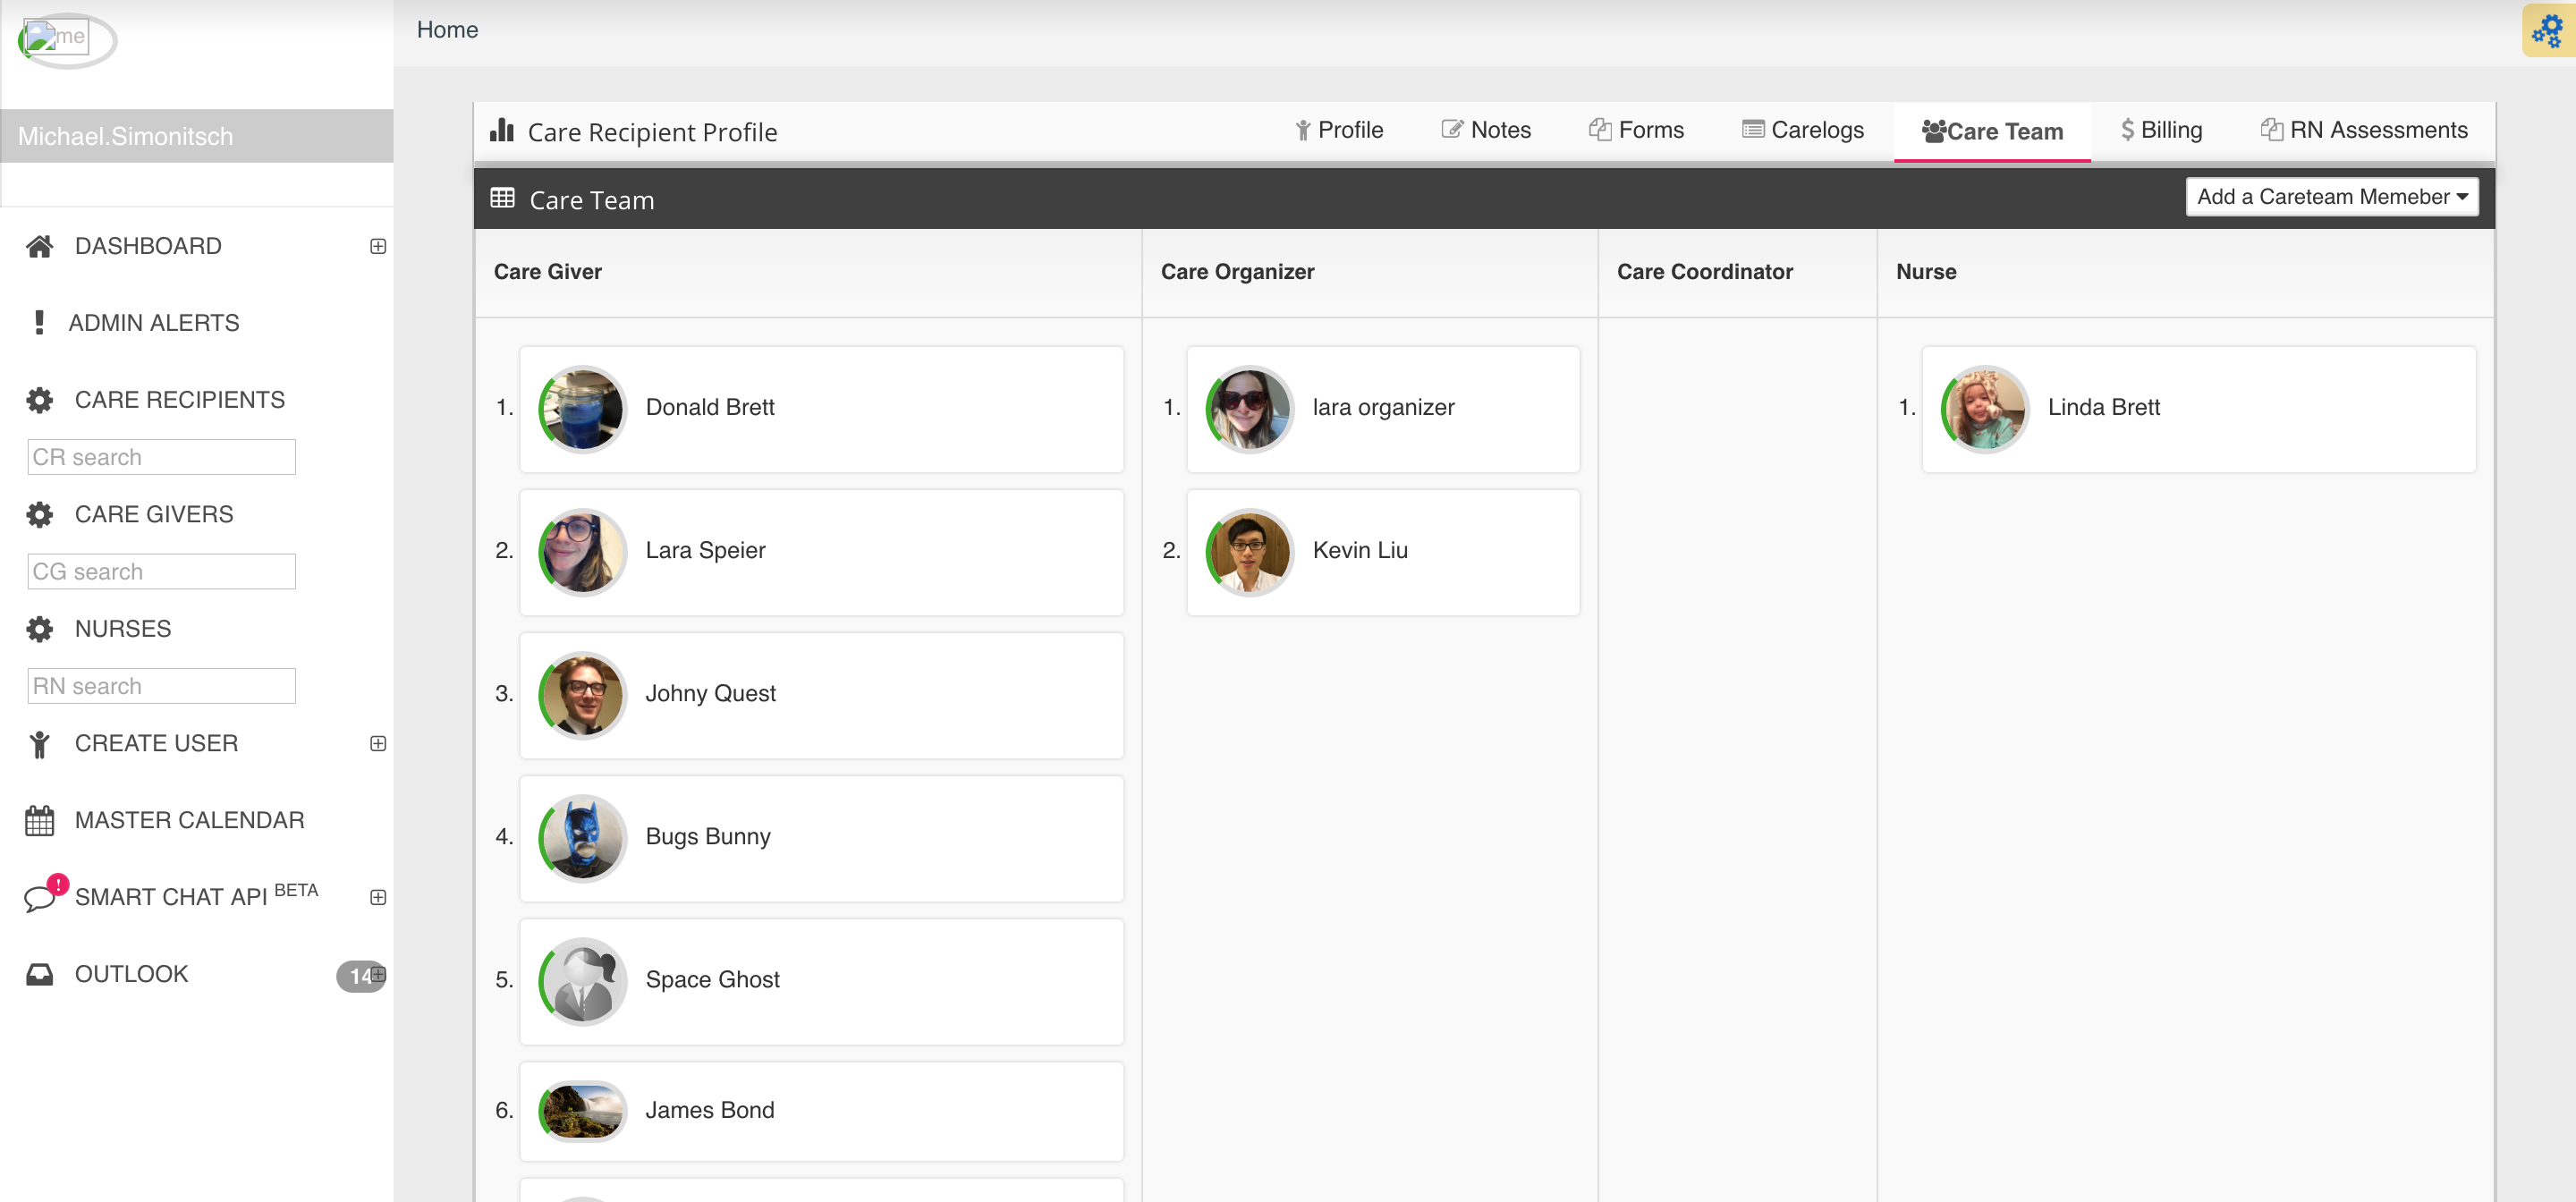 me
Home
Michael.Simonitsch
Care Recipient Profile
Profile
Notes
Forms
Carelogs
Care Team
$ Billing
RN Assessments
Care Team
Add a Careteam Memeber
DASHBOARD
ADMIN ALERTS
CARE RECIPIENTS
CR search
CARE GIVERS
CG search
NURSES
RN search
CREATE USER
MASTER CALENDAR
! SMART CHAT API BETA
OUTLOOK
14
Care Giver
1. Donald Brett
2. Lara Speier
3. Johny Quest
4. Bugs Bunny
5. Space Ghost
6. James Bond
Care Organizer
1. lara organizer
2. Kevin Liu
Care Coordinator
Nurse
1. Linda Brett